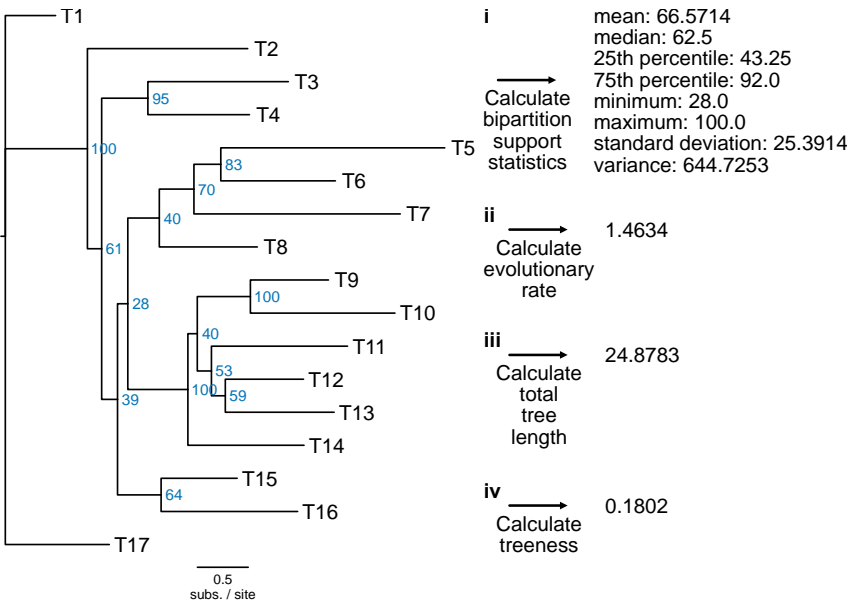 T1
T2
T3
95
T4
100
T5
83
T6
70
T7
40
T8
61
28
T9
100
T10
40
T11
53
T12
100
59
T13
39
T14
T15
64
T16
T17
0.5
subs. / site
i
Calculate
bipartition
support
statistics
mean: 66.5714
median: 62.5
25th percentile: 43.25
75th percentile: 92.0
minimum: 28.0
maximum: 100.0
standard deviation: 25.3914
variance: 644.7253
ii
Calculate
evolutionary
rate
1.4634
iii
Calculate
total
tree
length
24.8783
iv
Calculate
treeness
0.1802